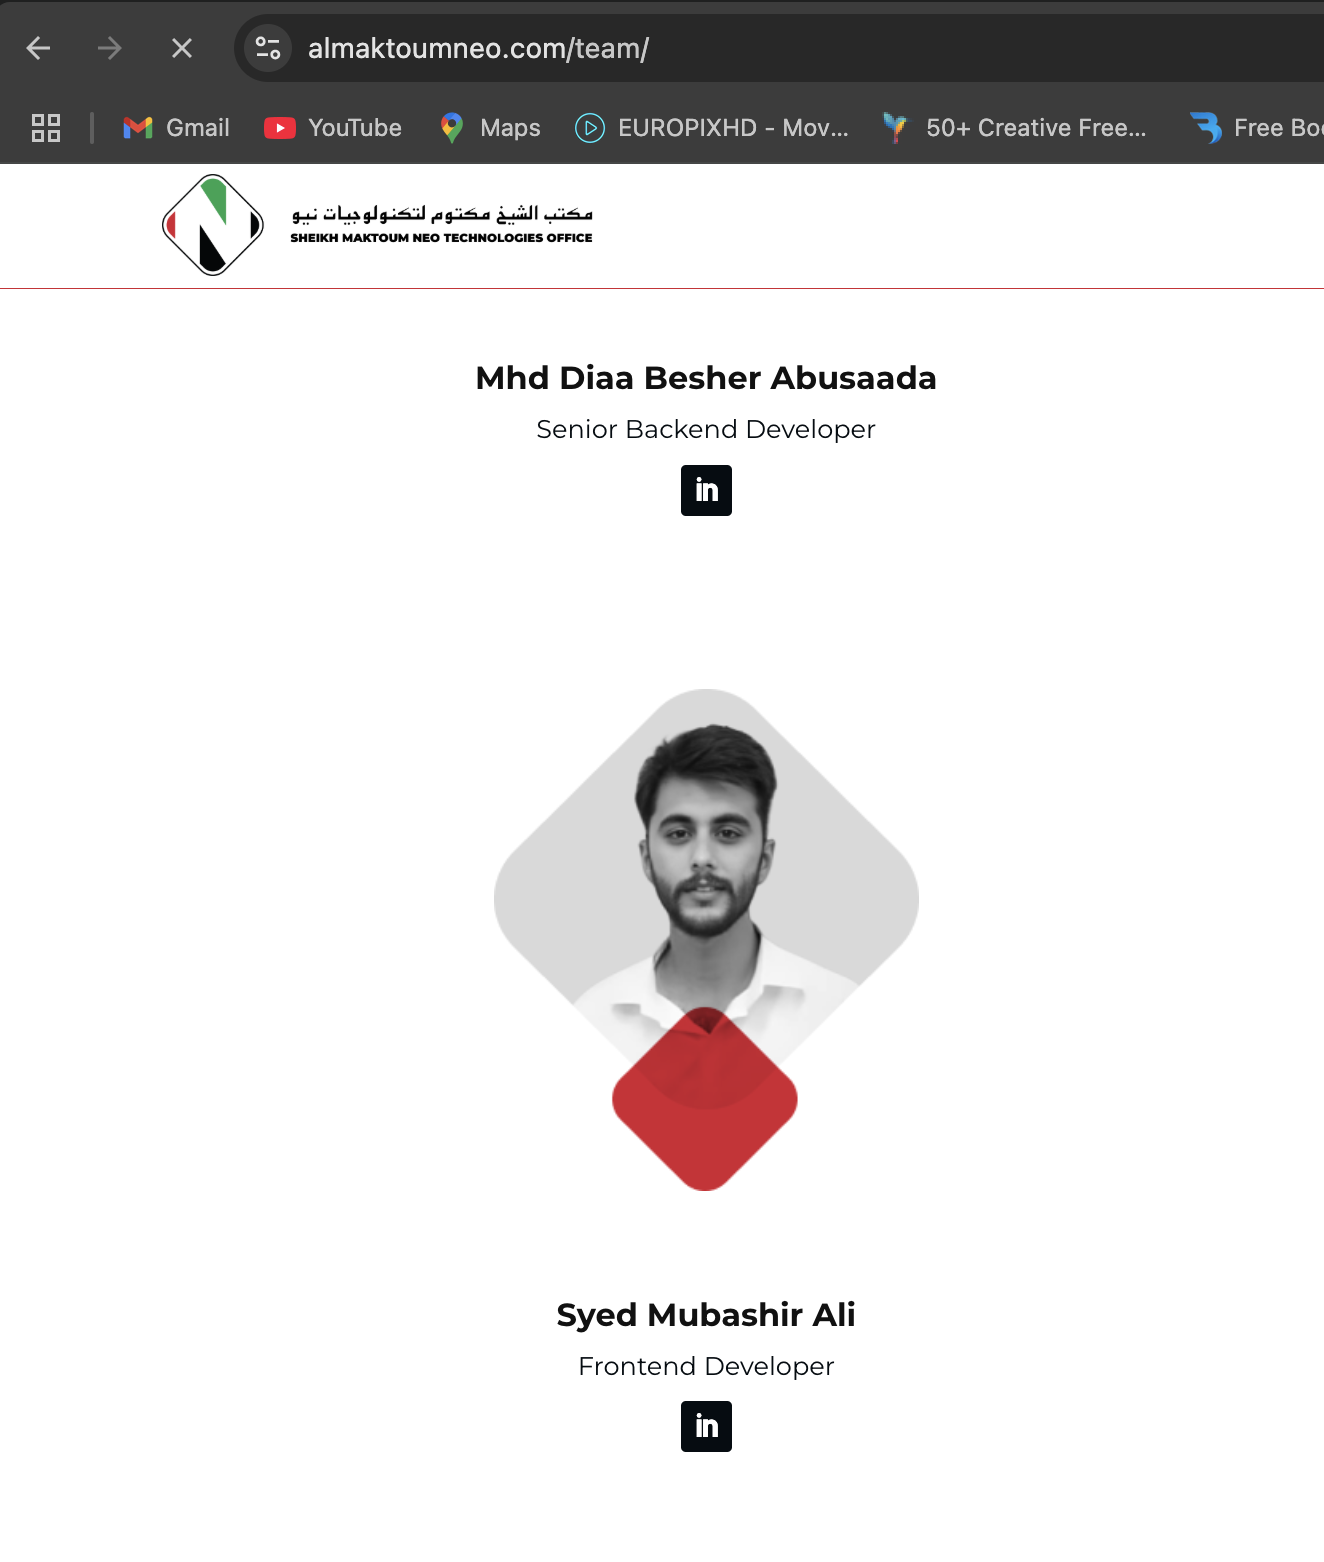 almaktoumneo.com/team/
Gmail YouTube Maps EUROPIXHD - Mov... 50+ Creative Free... Free Boo
مكتب الشيخ مكتوم لتكنولوجيات نيو
SHEIKH MAKTOUM NEO TECHNOLOGIES OFFICE
Mhd Diaa Besher Abusaada
Senior Backend Developer
in
Syed Mubashir Ali
Frontend Developer
in